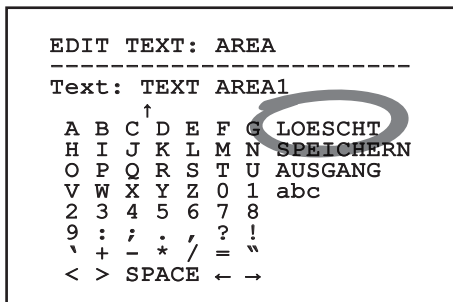 EDIT TEXT: AREA
--------------------------
Text: TEXT AREA1
↑
A B C D E F G LOESCHT
H I J K L M N SPEICHERN
O P Q R S T U AUSGANG
V W X Y Z 0 1 abc
2 3 4 5 6 7 8
9 : ; . , ? !
‛ + - * / = ‟
< > SPACE ← →